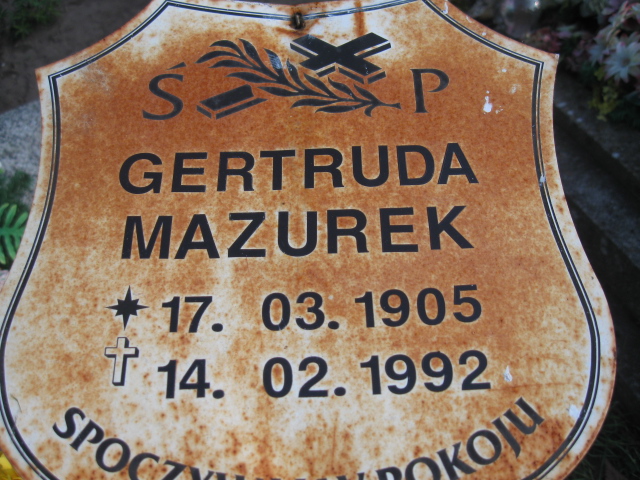 Ś P
GERTRUDA
MAZUREK
17. 03. 1905
14. 02. 1992
POKOJU